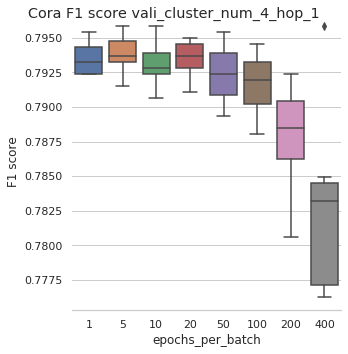 Cora F1 score vali_cluster_num_4_hop_1
0.7950
0.7925
0.7900
0.7875
0.7850
0.7825
0.7800
0.7775
F1 score
1 5 10 20 50 100 200 400
epochs_per_batch